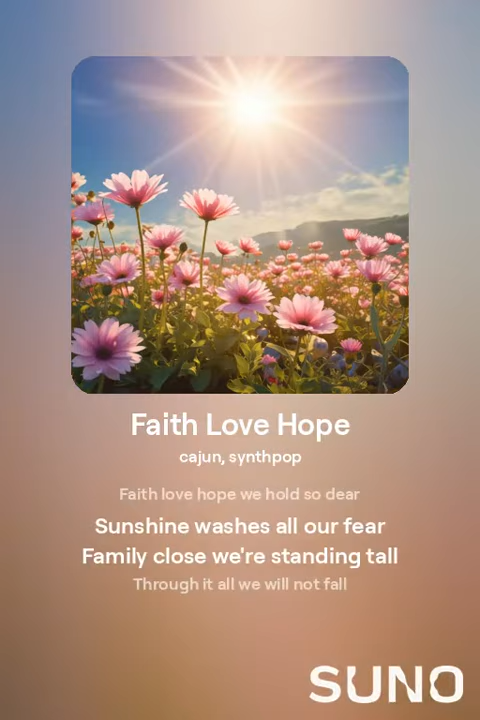 Faith Love Hope
cajun, synthpop
Faith love hope we hold so dear
Sunshine washes all our fear
Family close we're standing tall
Through it all we will not fall
SUNO